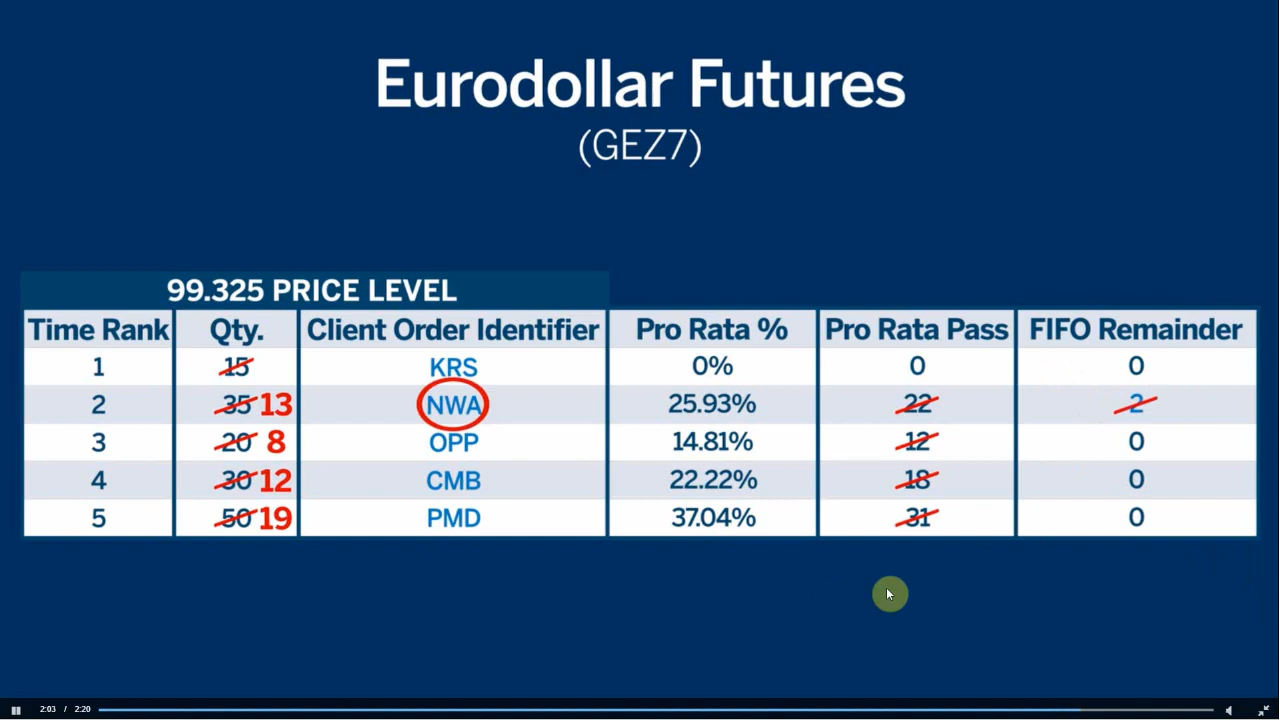 Eurodollar Futures
(GEZ7)
99.325 PRICE LEVEL
Time Rank Qty. Client Order Identifier Pro Rata % Pro Rata Pass FIFO Remainder
1 15 KRS 0% 0 0
2 35 13 NWA 25.93% 22 2
3 20 8 OPP 14.81% 12 0
4 30 12 CMB 22.22% 18 0
5 50 19 PMD 37.04% 31 0
2:03 / 2:20